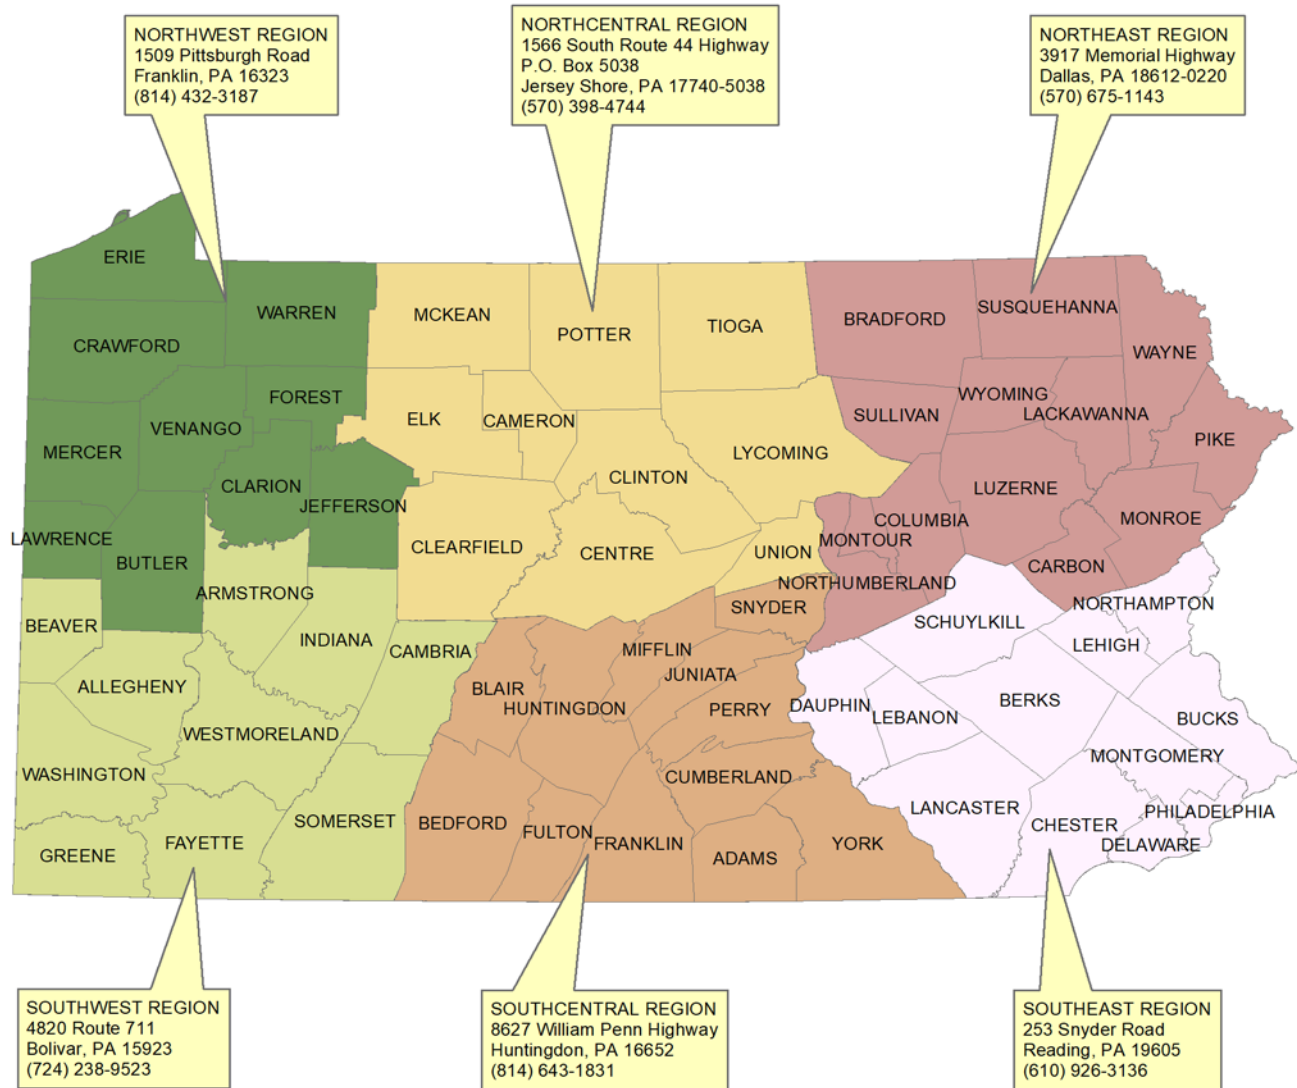 NORTHWEST REGION
1509 Pittsburgh Road
Franklin, PA 16323
(814) 432-3187
NORTHCENTRAL REGION
1566 South Route 44 Highway
P.O. Box 5038
Jersey Shore, PA 17740-5038
(570) 398-4744
NORTHEAST REGION
3917 Memorial Highway
Dallas, PA 18612-0220
(570) 675-1143
ERIE
WARREN
CRAWFORD
FOREST
VENANGO
MERCER
CLARION
JEFFERSON
LAWRENCE
BUTLER
MCKEAN
POTTER
TIOGA
ELK
CAMERON
LYCOMING
CLINTON
CLEARFIELD
CENTRE
UNION
BRADFORD
SUSQUEHANNA
WAYNE
WYOMING
SULLIVAN
LACKAWANNA
PIKE
LUZERNE
COLUMBIA
MONTOUR
MONROE
CARBON
NORTHUMBERLAND
ARMSTRONG
BEAVER
INDIANA
CAMBRIA
ALLEGHENY
WESTMORELAND
WASHINGTON
SOMERSET
FAYETTE
GREENE
SNYDER
MIFFLIN
JUNIATA
BLAIR
HUNTINGDON
PERRY
CUMBERLAND
BEDFORD
FULTON
FRANKLIN
ADAMS
YORK
NORTHAMPTON
SCHUYLKILL
LEHIGH
DAUPHIN
LEBANON
BERKS
BUCKS
MONTGOMERY
LANCASTER
CHESTER
PHILADELPHIA
DELAWARE
SOUTHWEST REGION
4820 Route 711
Bolivar, PA 15923
(724) 238-9523
SOUTHCENTRAL REGION
8627 William Penn Highway
Huntingdon, PA 16652
(814) 643-1831
SOUTHEAST REGION
253 Snyder Road
Reading, PA 19605
(610) 926-3136